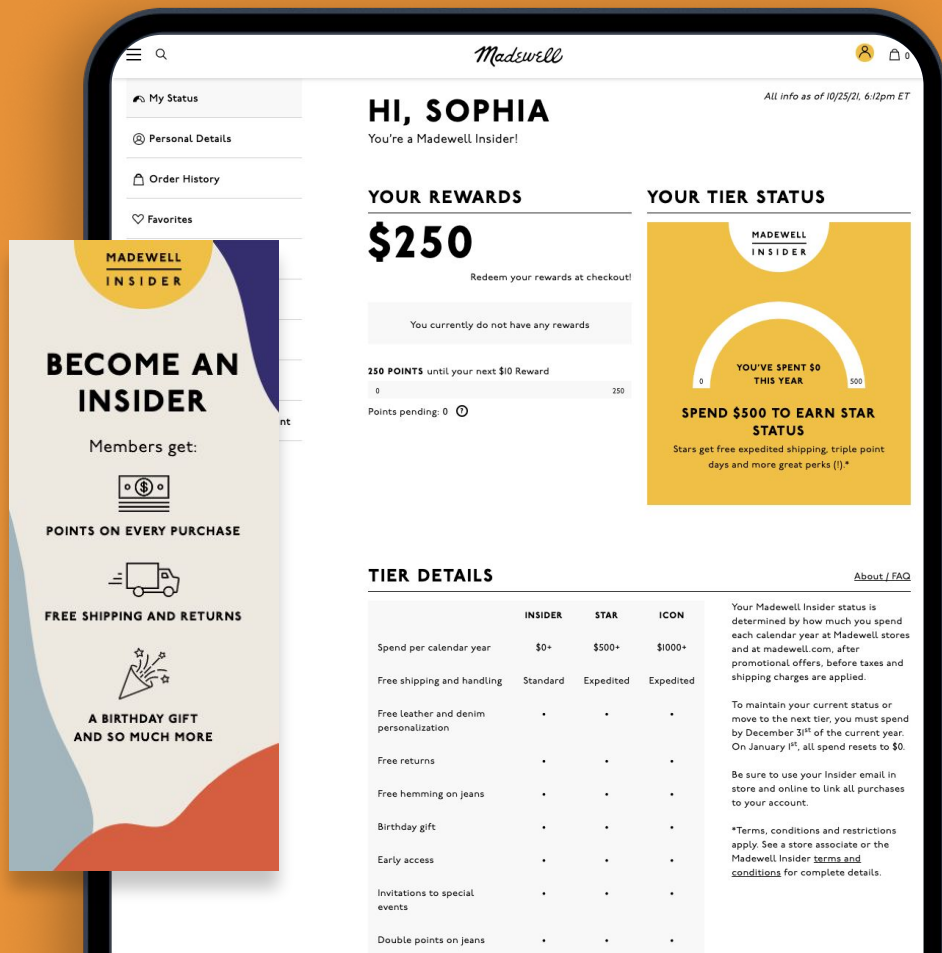 Madewell
0
My Status
Personal Details
Order History
Favorites
nt
All info as of 10/25/21, 6:12pm ET
HI, SOPHIA
You're a Madewell Insider!
YOUR REWARDS
$250
Redeem your rewards at checkout!
You currently do not have any rewards
250 POINTS until your next $10 Reward
0 250
Points pending: 0 ?
YOUR TIER STATUS
MADEWELL
INSIDER
YOU'VE SPENT $0
THIS YEAR
0 500
SPEND $500 TO EARN STAR
STATUS
Stars get free expedited shipping, triple point
days and more great perks (!).*
MADEWELL
INSIDER
BECOME AN
INSIDER
Members get:
$
POINTS ON EVERY PURCHASE
FREE SHIPPING AND RETURNS
A BIRTHDAY GIFT
AND SO MUCH MORE
TIER DETAILS
About / FAQ
INSIDER STAR ICON
Spend per calendar year $0+ $500+ $1000+
Free shipping and handling Standard Expedited Expedited
Free leather and denim
personalization • • •
Free returns • • •
Free hemming on jeans • • •
Birthday gift • • •
Early access • • •
Invitations to special
events • • •
Double points on jeans • • •
Your Madewell Insider status is
determined by how much you spend
each calendar year at Madewell stores
and at madewell.com, after
promotional offers, before taxes and
shipping charges are applied.
To maintain your current status or
move to the next tier, you must spend
by December 31st of the current year.
On January 1st, all spend resets to $0.
Be sure to use your Insider email in
store and online to link all purchases
to your account.
*Terms, conditions and restrictions
apply. See a store associate or the
Madewell Insider terms and
conditions for complete details.